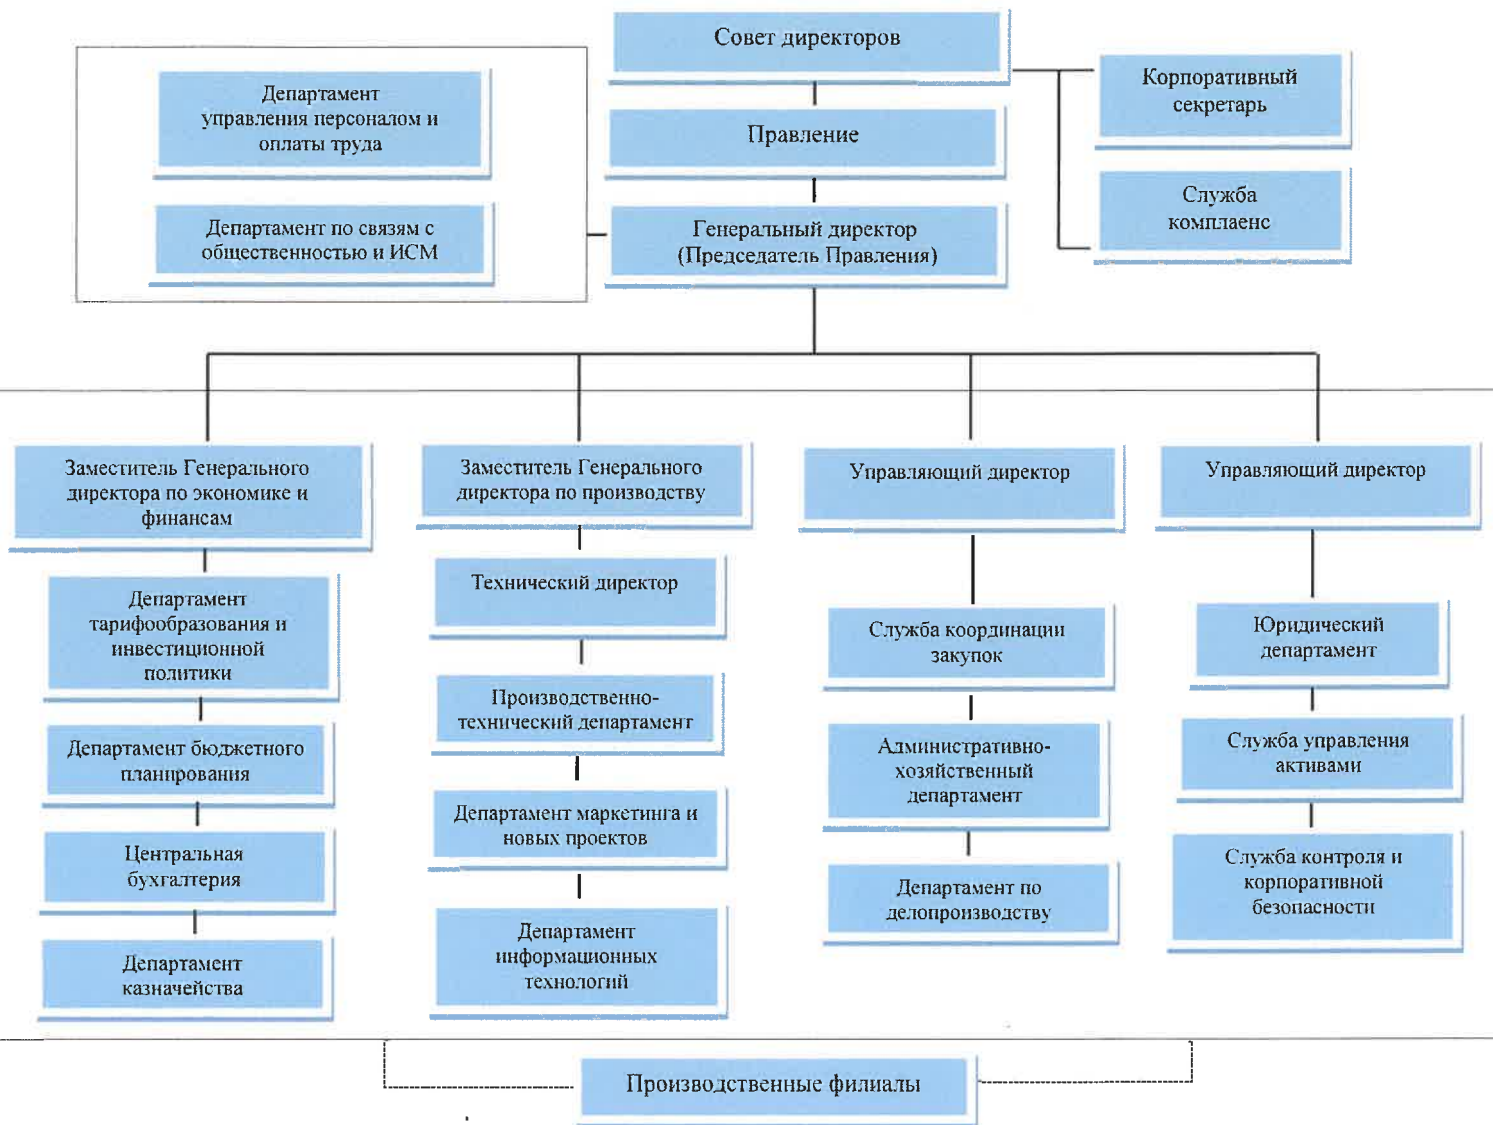 Совет директоров
Департамент
управления персоналом и
оплаты труда
Корпоративный
секретарь
Правление
Служба
комплаенс
Департамент по связям с
общественностью и ИСМ
Генеральный директор
(Председатель Правления)
Заместитель Генерального
директора по экономике и
финансам
Заместитель Генерального
директора по производству
Управляющий директор
Управляющий директор
Департамент
тарифообразования и
инвестиционной
политики
Технический директор
Служба координации
закупок
Юридический
департамент
Департамент бюджетного
планирования
Производственно-
технический департамент
Административно-
хозяйственный
департамент
Служба управления
активами
Центральная
бухгалтерия
Департамент маркетинга и
новых проектов
Департамент по
делопроизводству
Служба контроля и
корпоративной
безопасности
Департамент
казначейства
Департамент
информационных
технологий
Производственные филиалы